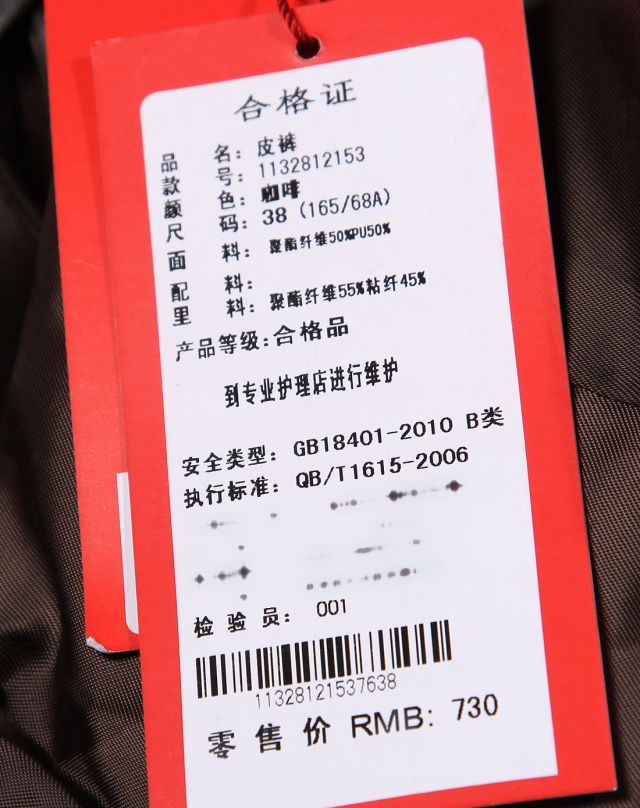 合格证
品 名: 皮裤
款 号: 1132812153
颜 色: 咖啡
尺 码: 38 (165/68A)
面 料: 聚酯纤维50%PU50%
配 料:
里 料: 聚酯纤维55%粘纤45%
产品等级: 合格品
到专业护理店进行维护
安全类型: GB18401-2010 B类
执行标准: QB/T1615-2006
检 验 员: 001
11328121537638
零 售 价 RMB: 730